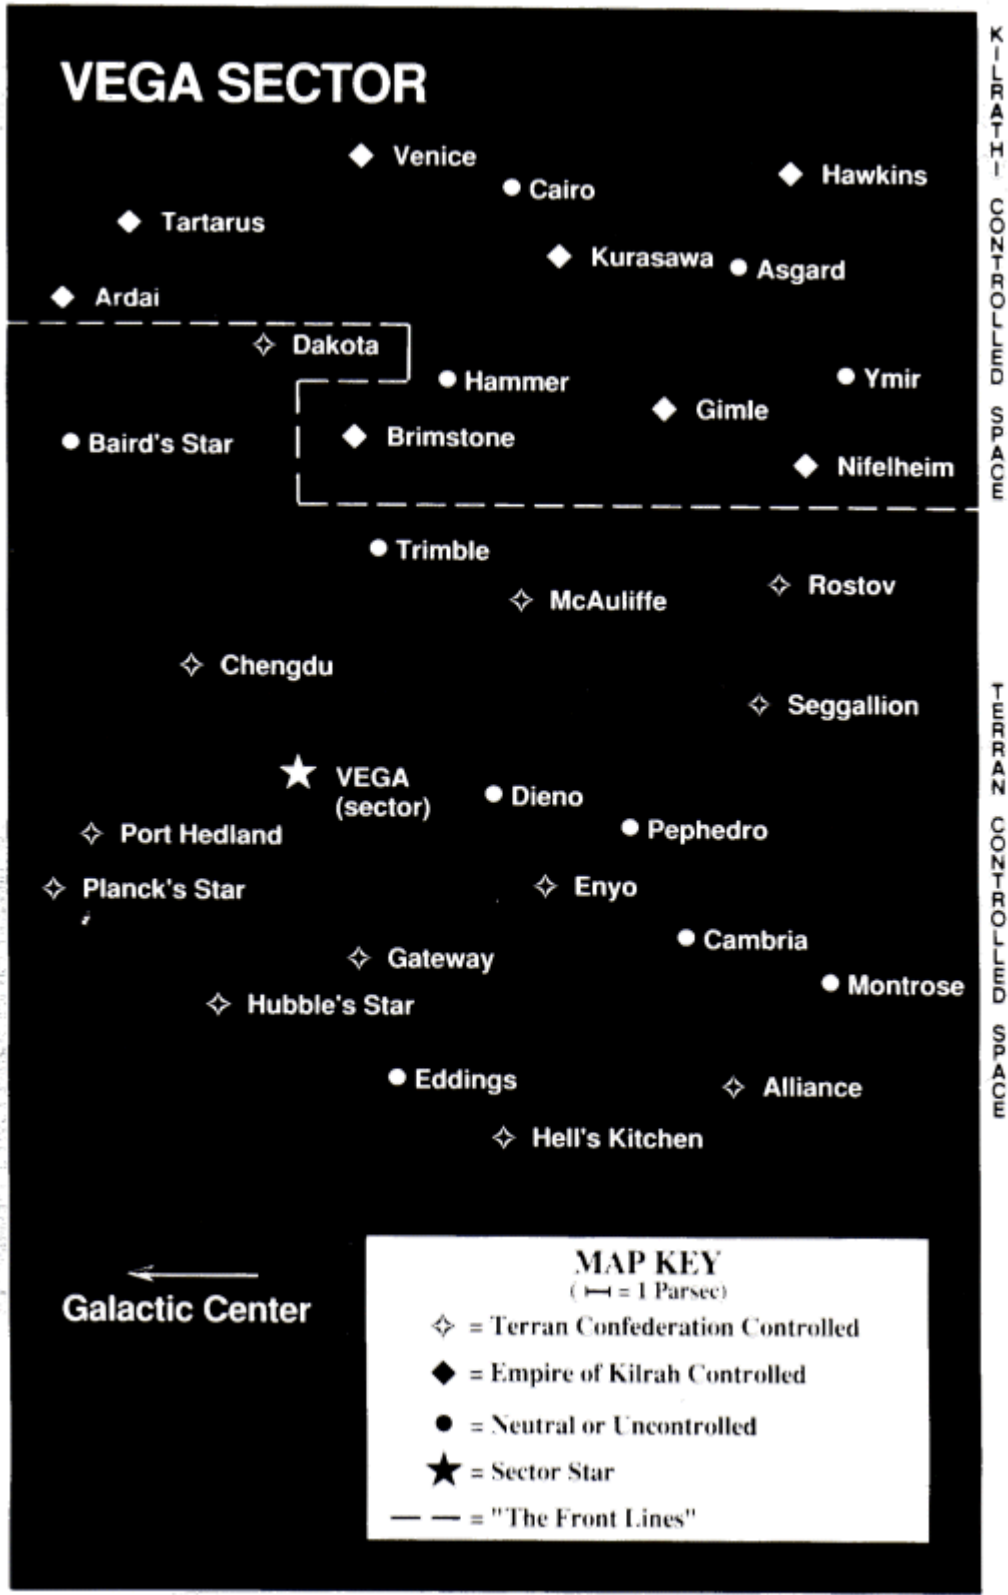 VEGA SECTOR
Venice
Cairo
Hawkins
Tartarus
Kurasawa
Asgard
Ardai
Dakota
Hammer
Ymir
Gimle
Baird's Star
Brimstone
Nifelheim
Trimble
McAuliffe
Rostov
Chengdu
Seggallion
VEGA
(sector)
Dieno
Port Hedland
Pephedro
Planck's Star
Enyo
Cambria
Gateway
Montrose
Hubble's Star
Eddings
Alliance
Hell's Kitchen
Galactic Center
MAP KEY
( = 1 Parsec)
= Terran Confederation Controlled
= Empire of Kilrah Controlled
= Neutral or Uncontrolled
= Sector Star
= "The Front Lines"
KILRATHI CONTROLLED SPACE
TERRAN CONTROLLED SPACE